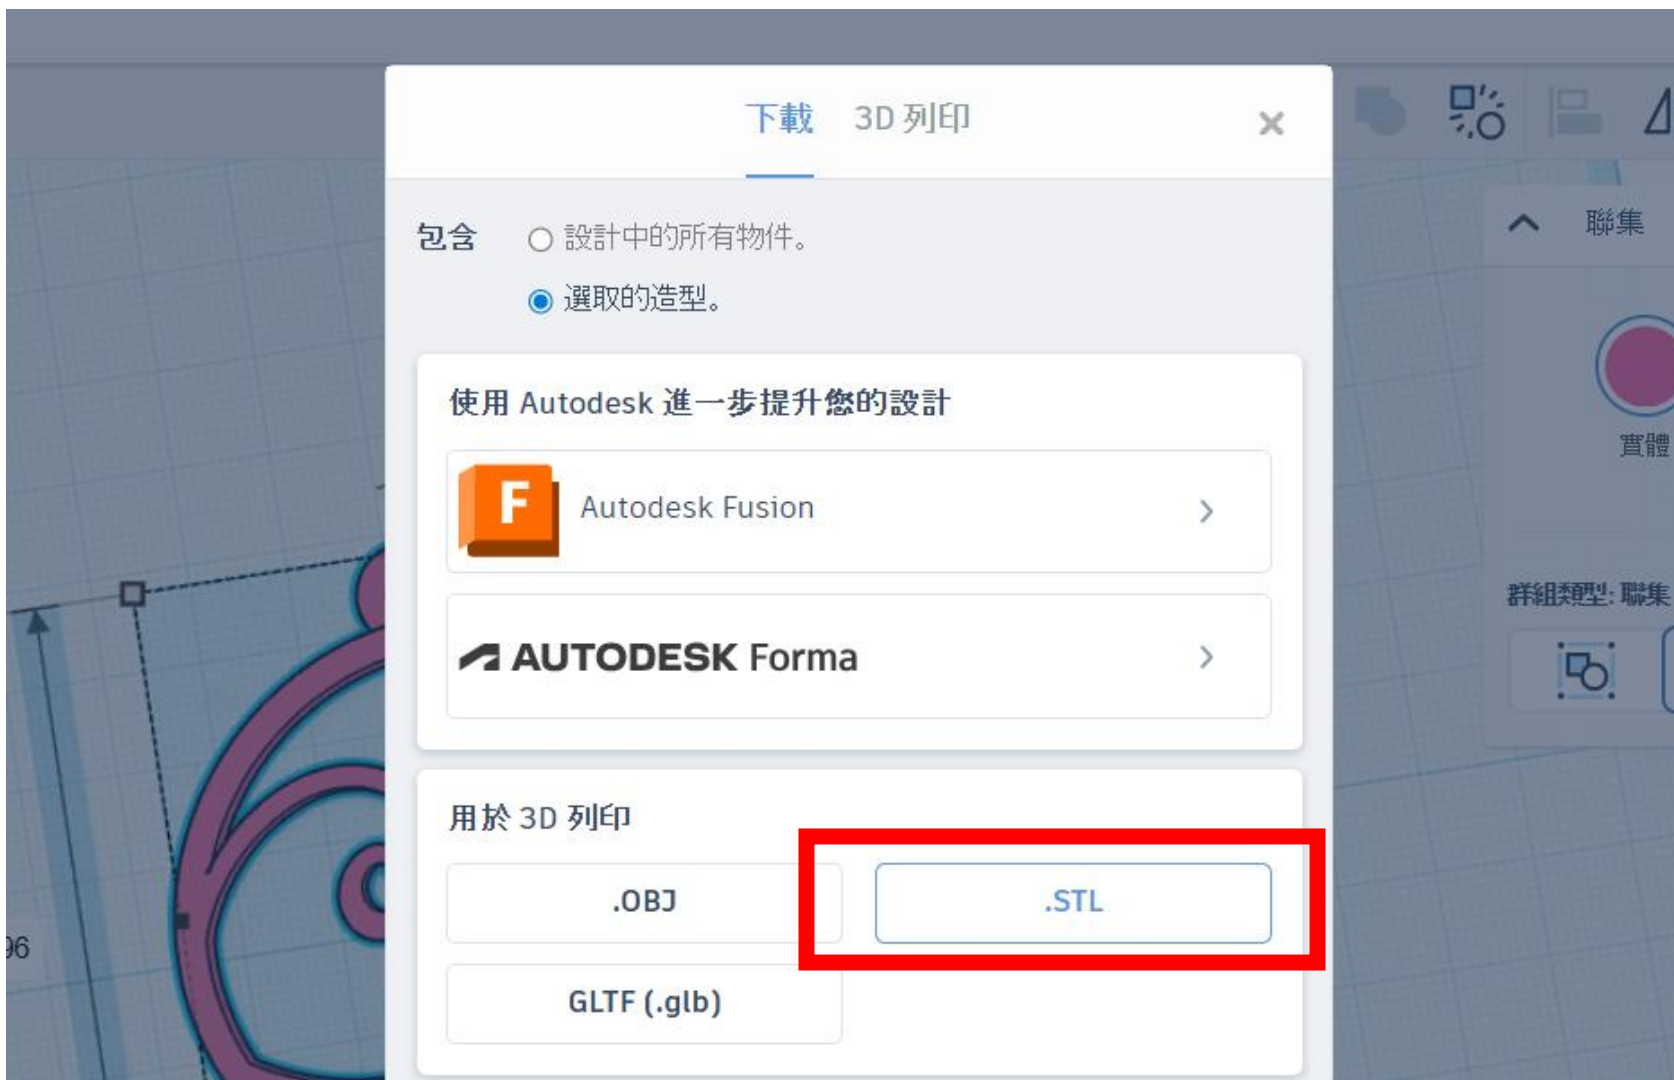 下載 3D 列印
聯集
包含 設計中的所有物件。
選取的造型。
使用 Autodesk 進一步提升您的設計
實體
F Autodesk Fusion
群組類型: 聯集
AUTODESK Forma
用於 3D 列印
.OBJ .STL
96
GLTF (.glb)